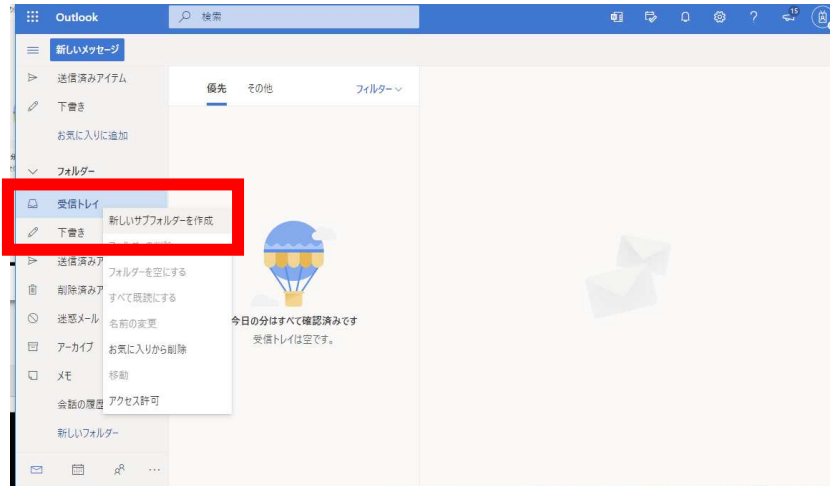 Outlook
検索
15
新しいメッセージ
送信済みアイテム
下書き
お気に入りに追加
フォルダー
受信トレイ
下書き
送信済みア
削除済みア
迷惑メール
アーカイブ
メモ
会話の履歴
新しいフォルダー
新しいサブフォルダーを作成
フォルダーを空にする
すべて既読にする
名前の変更
お気に入りから削除
移動
アクセス許可
優先 その他 フィルター
今日の分はすべて確認済みです
受信トレイは空です。